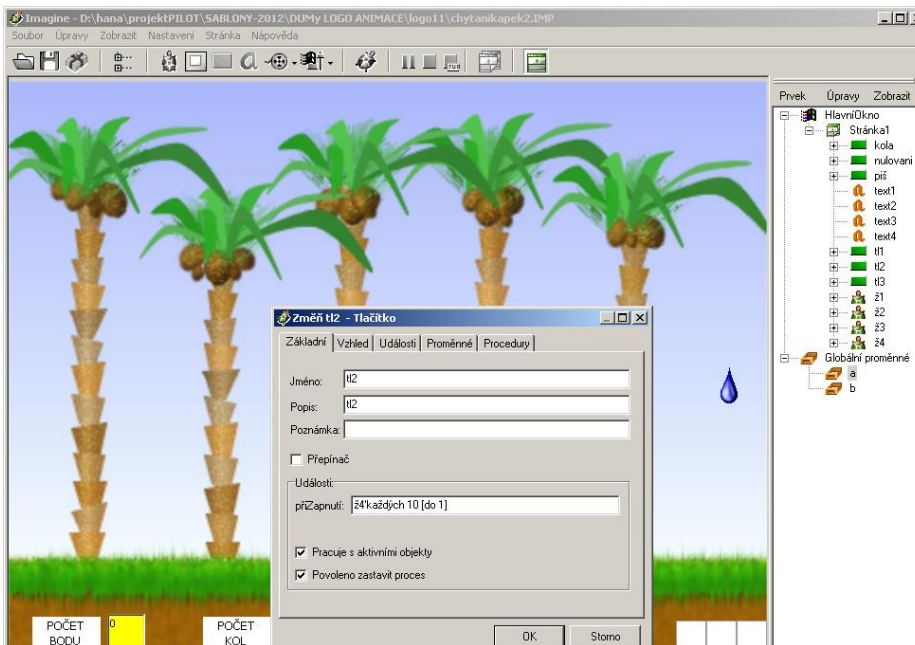 Imagine - D:\hana\projektPILOT\SABLONY-2012\DUMy LOGO ANIMACE\logo11\chytanikapek2.IMP
Soubor Úpravy Zobrazit Nastavení Stránka Nápověda
Prvek Úpravy Zobrazit
HlavníOkno
Stránka1
kola
nulovani
piš
text1
text2
text3
text4
tl1
tl2
tl3
ž1
ž2
ž3
ž4
Globální proměnné
a
b
Změň tl2 - Tlačítko
Základní Vzhled Události Proměnné Procedury
Jméno: tl2
Popis: tl2
Poznámka:
Přepínač
Události:
přiZapnutí: ž4'každých 10 [do 1]
Pracuje s aktivními objekty
Povoleno zastavit proces
OK Storno
POČET BODU
0
POČET KOL